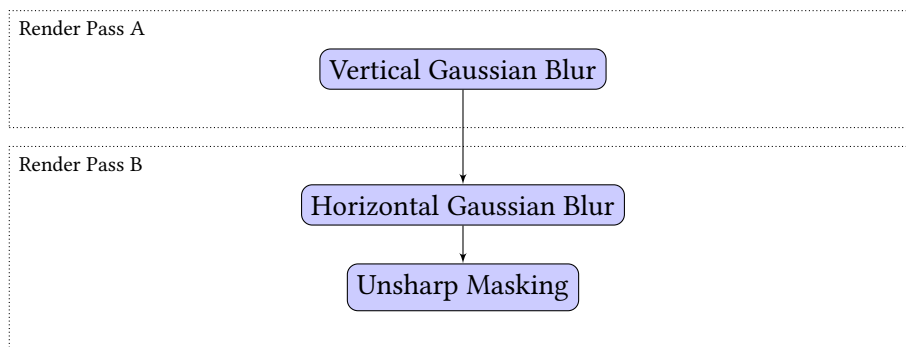 Render Pass A
Vertical Gaussian Blur
Render Pass B
Horizontal Gaussian Blur
Unsharp Masking